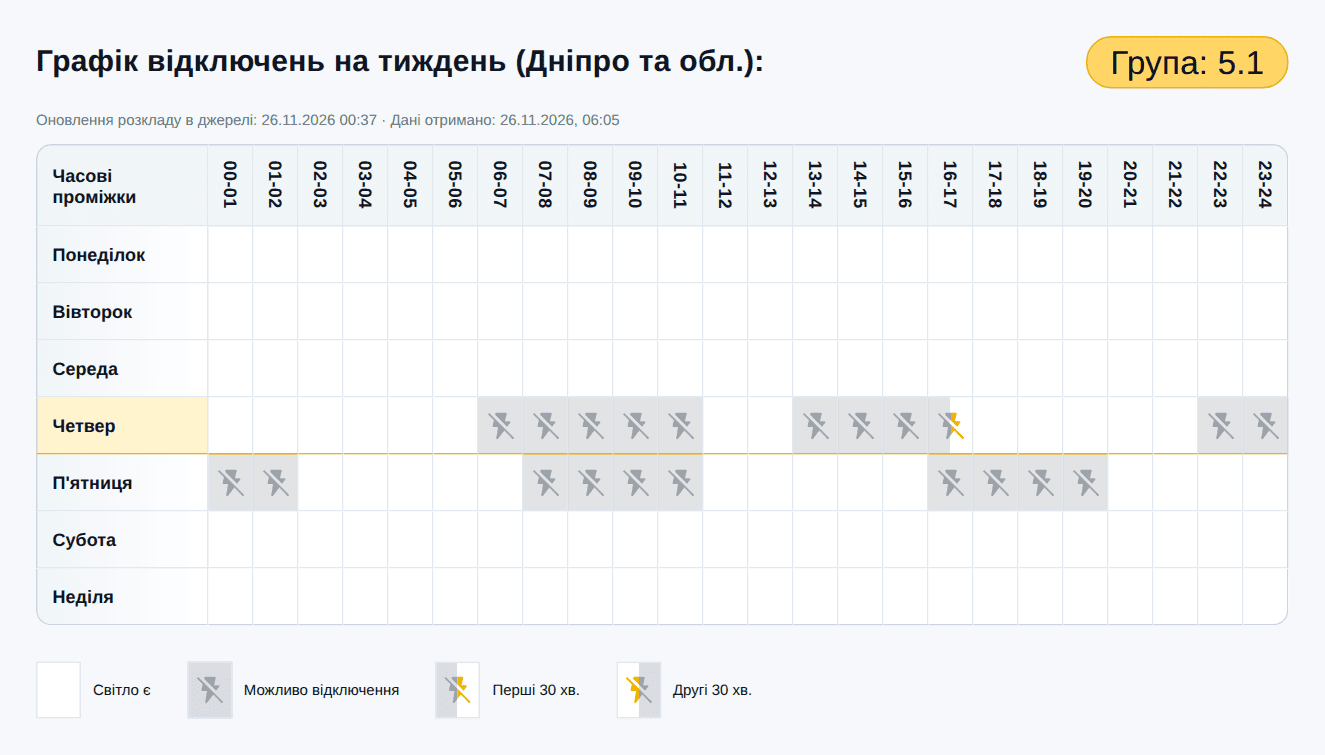 Графік відключень на тиждень (Дніпро та обл.):
Група: 5.1
Оновлення розкладу в джерелі: 26.11.2026 00:37 · Дані отримано: 26.11.2026, 06:05
Часові
проміжки
00-01
01-02
02-03
03-04
04-05
05-06
06-07
07-08
08-09
09-10
10-11
11-12
12-13
13-14
14-15
15-16
16-17
17-18
18-19
19-20
20-21
21-22
22-23
23-24
Понеділок
Вівторок
Середа
Четвер
П'ятниця
Субота
Неділя
Світло є
Можливо відключення
Перші 30 хв.
Другі 30 хв.